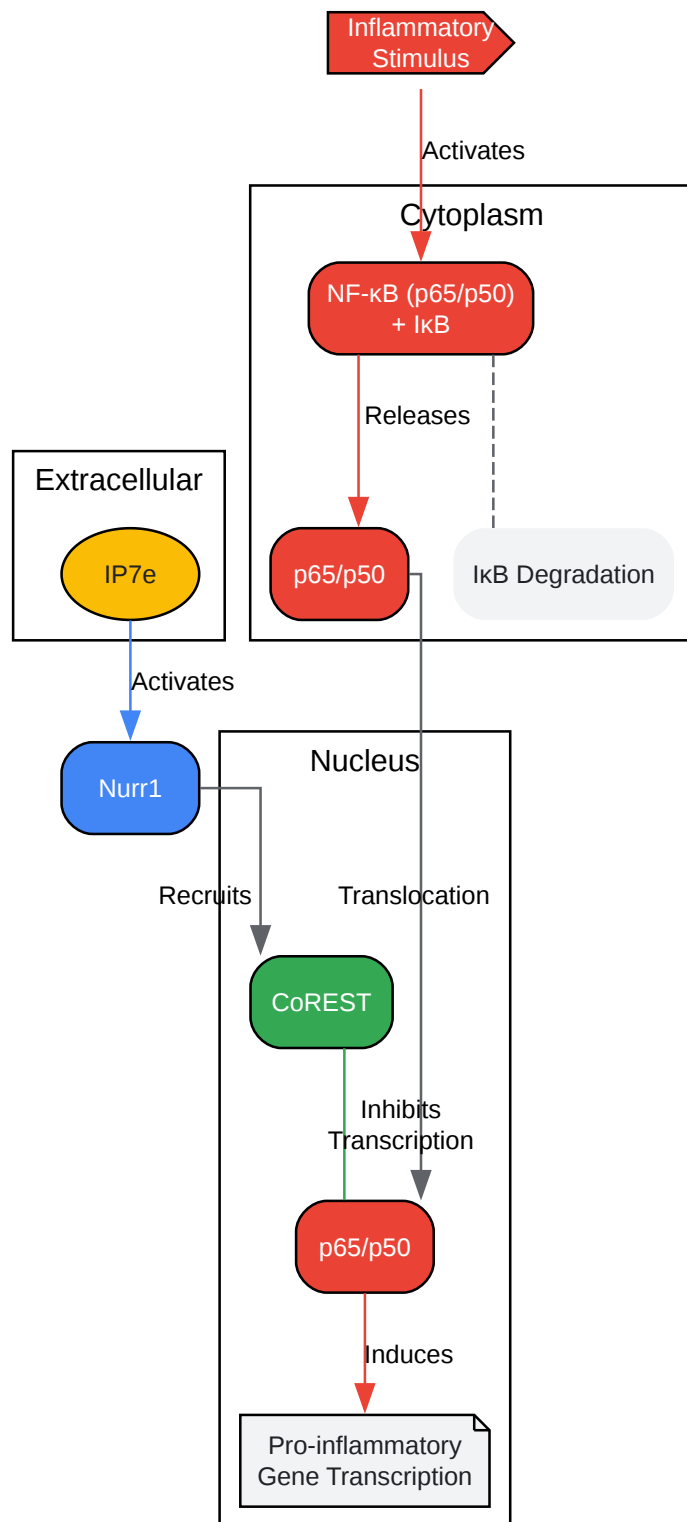 Inflammatory
Stimulus
Activates
Cytoplasm
NF-κB (p65/p50)
+ IκB
Releases
Extracellular
IP7e
p65/p50
IκB Degradation
Activates
Nucleus
Nurr1
Recruits
Translocation
CoREST
Inhibits
Transcription
p65/p50
Induces
Pro-inflammatory
Gene Transcription